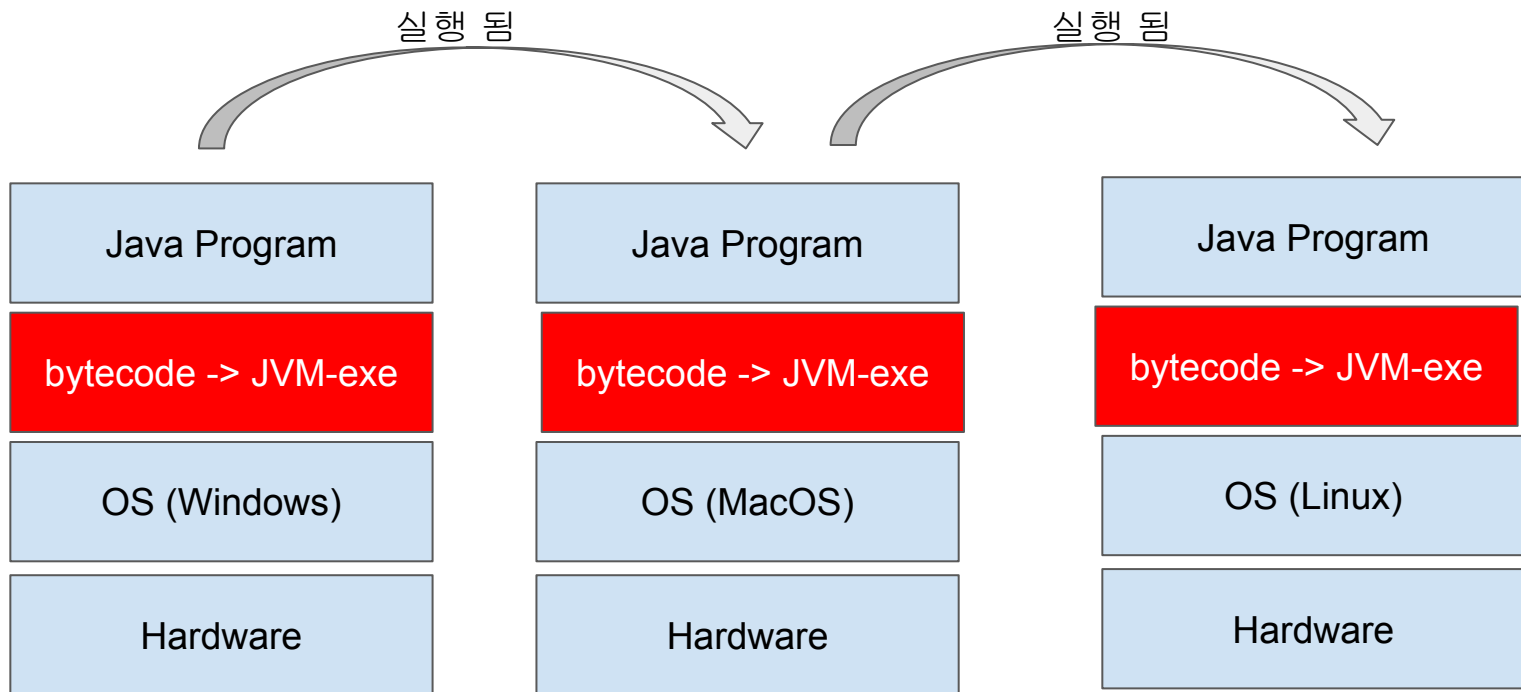 실행 됨
실행 됨
Java Program
Java Program
Java Program
bytecode -> JVM-exe
bytecode -> JVM-exe
bytecode -> JVM-exe
OS (Windows)
OS (MacOS)
OS (Linux)
Hardware
Hardware
Hardware